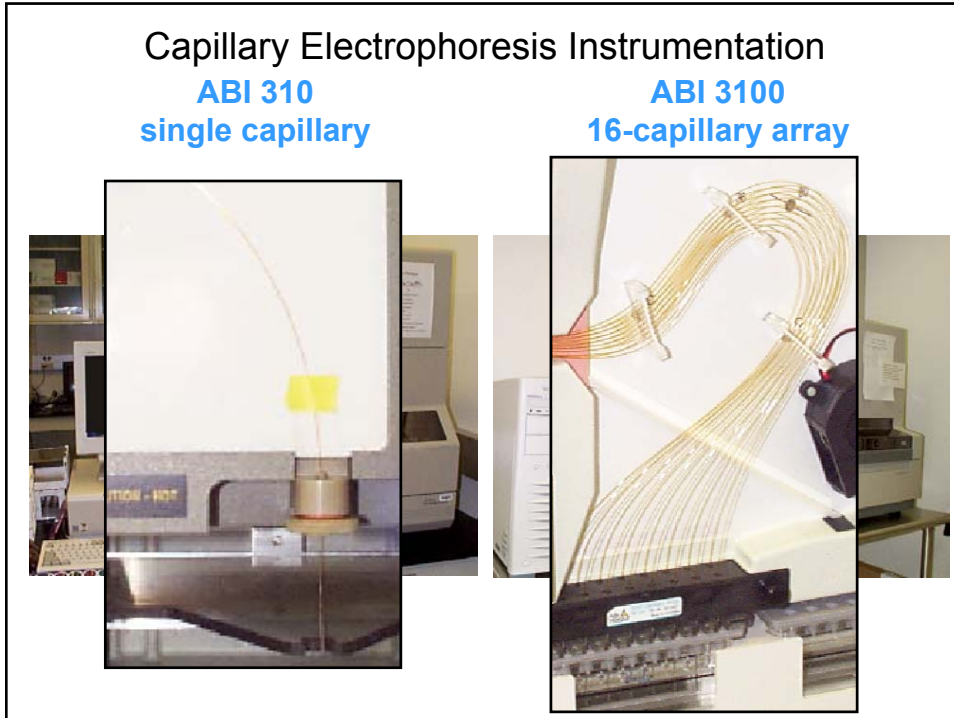 Capillary Electrophoresis Instrumentation
ABI 310
single capillary
ABI 3100
16-capillary array